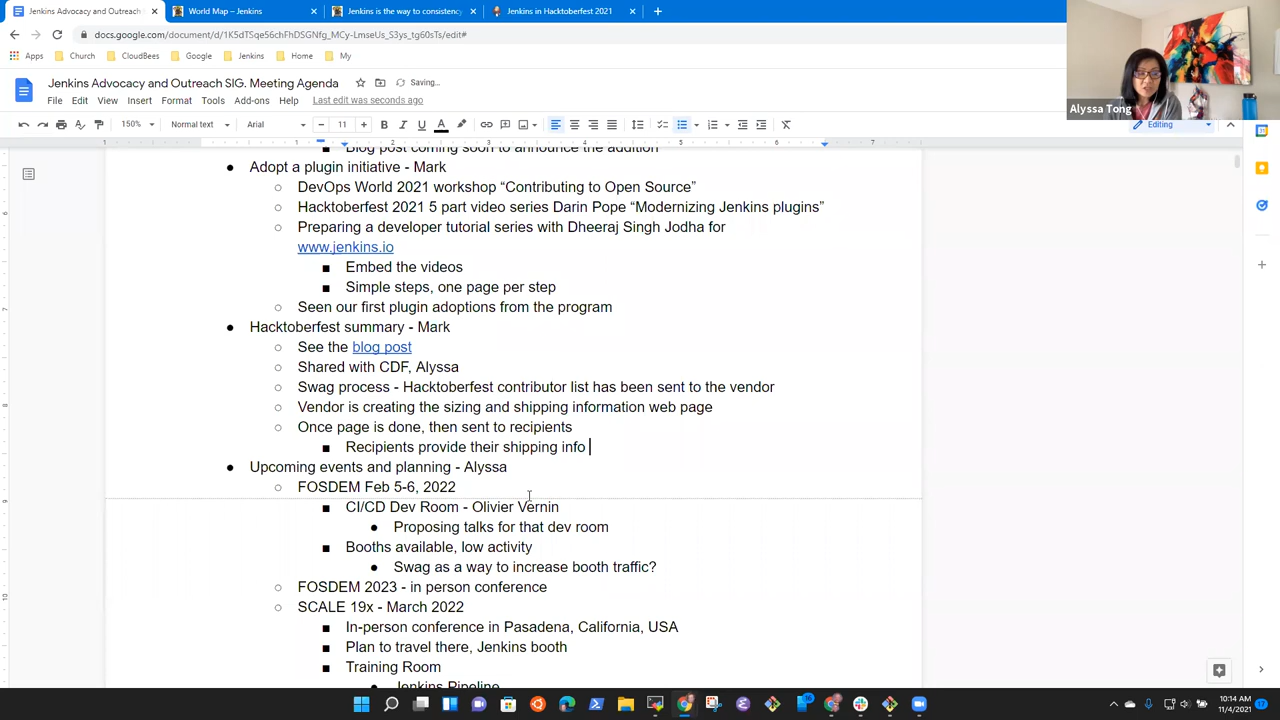 Jenkins Advocacy and Outreach
World Map – Jenkins
Jenkins is the way to consistency
Jenkins in Hacktoberfest 2021
docs.google.com/document/d/1K5dTSqe56chFhDSGNfg_MCy-LmseUs_S3ys_tg60sTs/edit#
Apps Church CloudBees Google Jenkins Home My
Jenkins Advocacy and Outreach SIG. Meeting Agenda
Saving...
File Edit View Insert Format Tools Add-ons Help Last edit was seconds ago
150% Normal text Arial 11 Editing
Alyssa Tong
1 1 2 3 4 5 6 7
Blog post coming soon to announce the addition
Adopt a plugin initiative - Mark
DevOps World 2021 workshop “Contributing to Open Source”
Hacktoberfest 2021 5 part video series Darin Pope “Modernizing Jenkins plugins”
Preparing a developer tutorial series with Dheeraj Singh Jodha for
www.jenkins.io
Embed the videos
Simple steps, one page per step
Seen our first plugin adoptions from the program
Hacktoberfest summary - Mark
See the blog post
Shared with CDF, Alyssa
Swag process - Hacktoberfest contributor list has been sent to the vendor
Vendor is creating the sizing and shipping information web page
Once page is done, then sent to recipients
Recipients provide their shipping info
Upcoming events and planning - Alyssa
FOSDEM Feb 5-6, 2022
CI/CD Dev Room - Olivier Vernin
Proposing talks for that dev room
Booths available, low activity
Swag as a way to increase booth traffic?
FOSDEM 2023 - in person conference
SCALE 19x - March 2022
In-person conference in Pasadena, California, USA
Plan to travel there, Jenkins booth
Training Room
Jenkins Pipeline
10:14 AM
11/4/2021